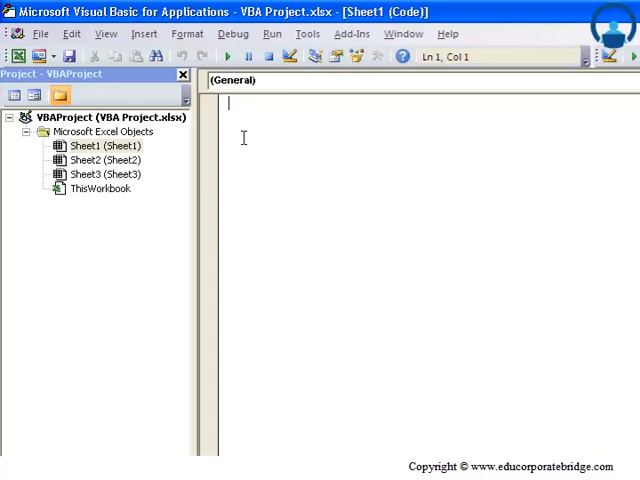 Microsoft Visual Basic for Applications - VBA Project.xlsx - [Sheet1 (Code)]
File Edit View Insert Format Debug Run Tools Add-Ins Window Help
Ln 1, Col 1
Project - VBAProject
(General)
VBAProject (VBA Project.xlsx)
Microsoft Excel Objects
Sheet1 (Sheet1)
Sheet2 (Sheet2)
Sheet3 (Sheet3)
ThisWorkbook
Copyright © www.educorporatebridge.com